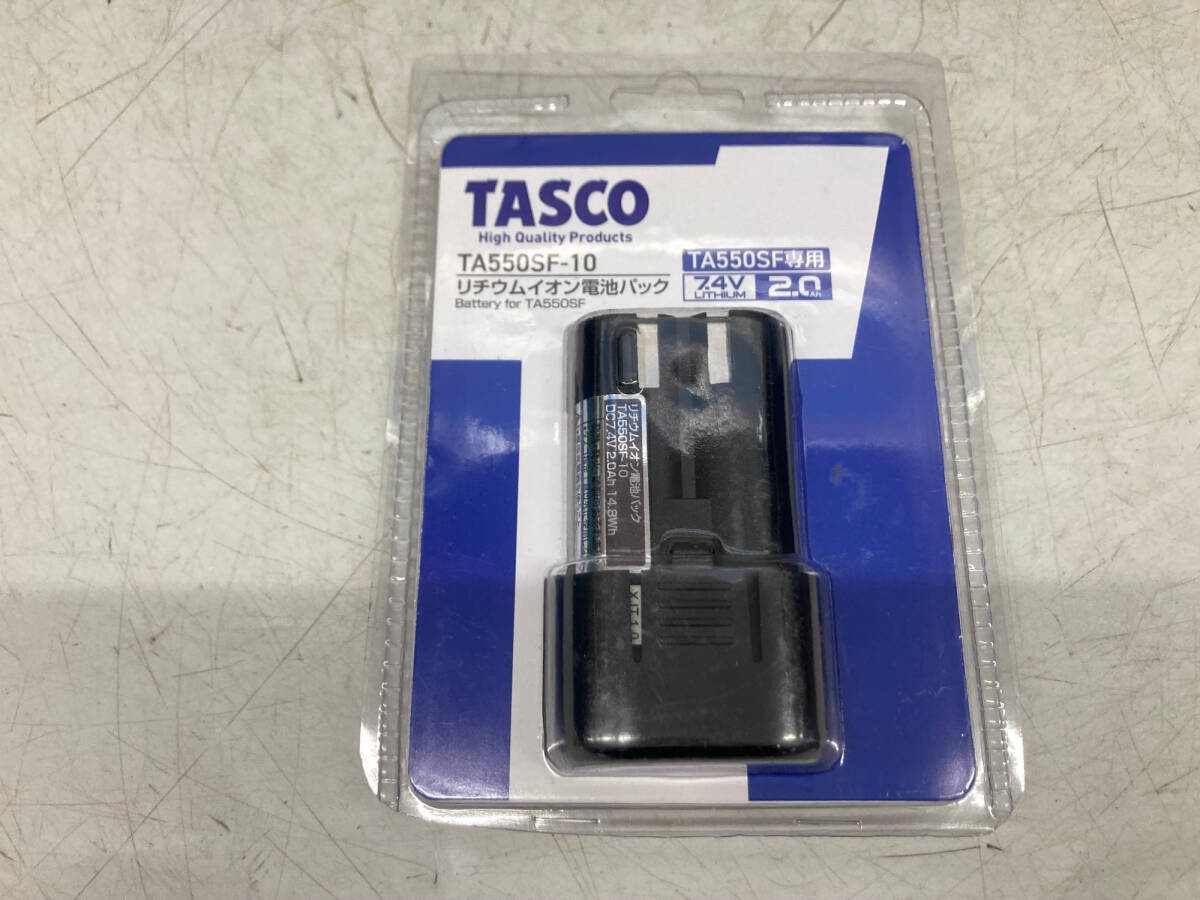 TASCO
High Quality Products
TA550SF-10
リチウムイオン電池パック
Battery for TA550SF
TA550SF専用
7.4V
LITHIUM
2.0Ah
リチウムイオン電池パック
TA550SF-10
DC7.4V 2.0Ah 14.8Wh